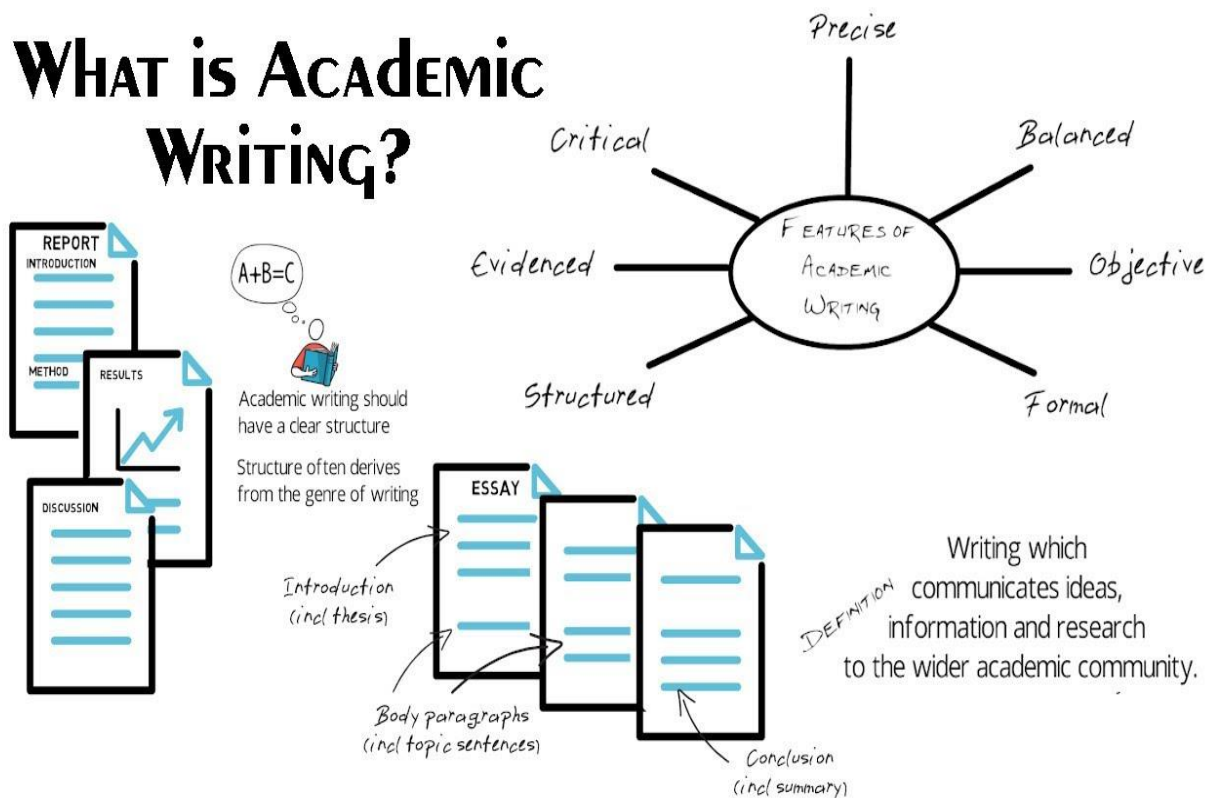 What is Academic
Writing?
Precise
Critical
Balanced
Evidenced
FEATURES OF
ACADEMIC
WRITING
Objective
Structured
Formal
REPORT
INTRODUCTION
METHOD
RESULTS
DISCUSSION
A+B=C
Academic writing should
have a clear structure
Structure often derives
from the genre of writing
ESSAY
Introduction
(incl thesis)
Body paragraphs
(incl topic sentences)
Conclusion
(incl summary)
DEFINITION
Writing which
communicates ideas,
information and research
to the wider academic community.